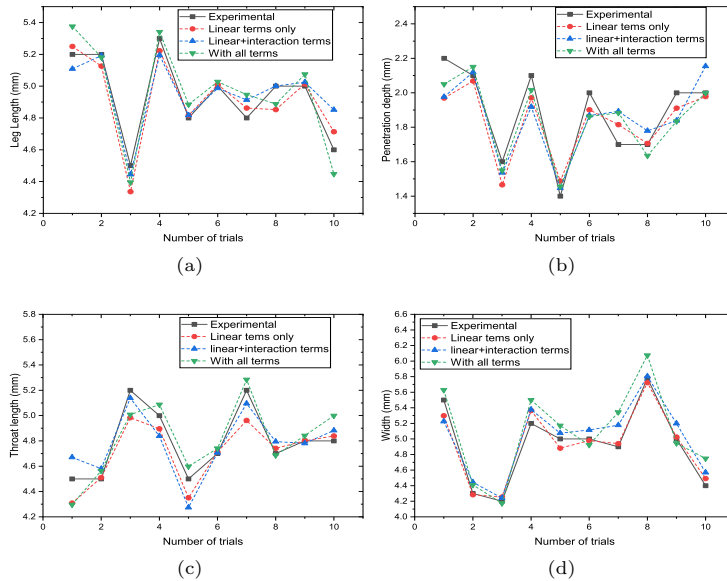 Experimental
Linear tems only
Linear+interaction terms
With all terms
5.4
5.2
5.0
4.8
4.6
4.4
4.2
0 2 4 6 8 10
Leg Length (mm)
Number of trials
(a)
Experimental
Linear tems only
linear+interaction terms
With all terms
2.2
2.0
1.8
1.6
1.4
0 2 4 6 8 10
Penetration depth (mm)
Number of trials
(b)
Experimental
Linear tems only
linear+interaction terms
With all terms
5.8
5.6
5.4
5.2
5.0
4.8
4.6
4.4
4.2
0 2 4 6 8 10
Throat length (mm)
Number of trials
(c)
Experimental
Linear tems only
linear+interaction terms
With all terms
6.6
6.4
6.2
6.0
5.8
5.6
5.4
5.2
5.0
4.8
4.6
4.4
4.2
4.0
0 2 4 6 8 10
Width (mm)
Number of trials
(d)